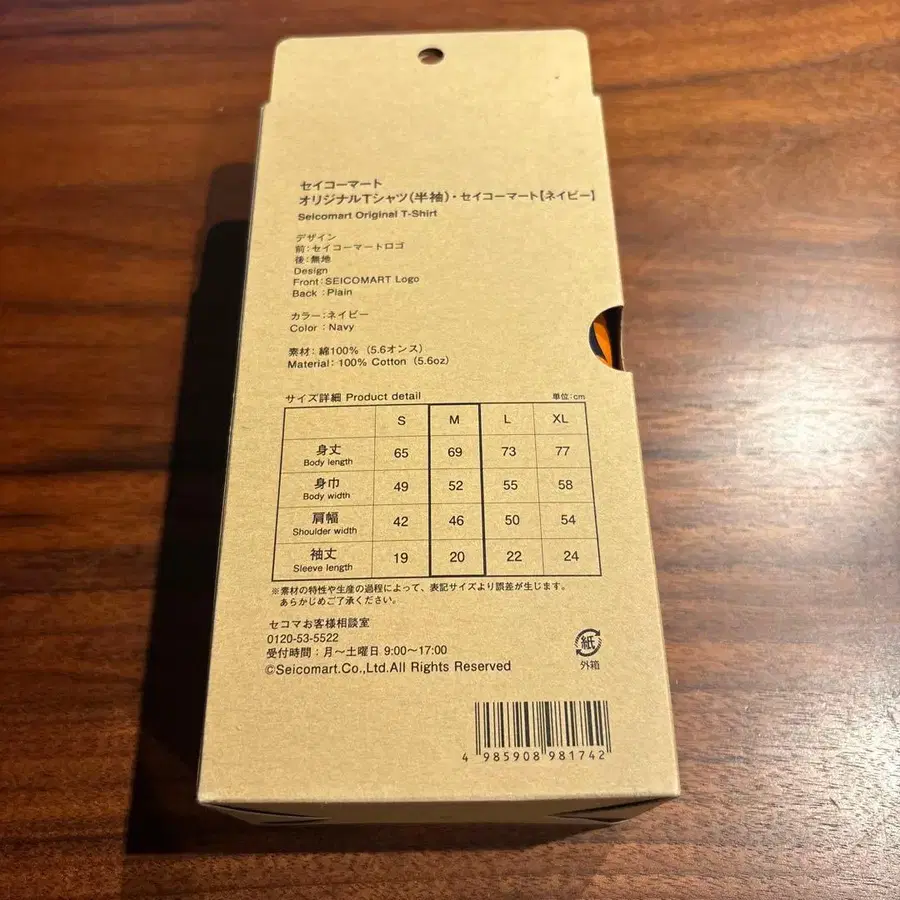 セイコーマート
オリジナルTシャツ(半袖)・セイコーマート【ネイビー】
Seicomart Original T-Shirt
デザイン
前:セイコーマートロゴ
後:無地
Design
Front:SEICOMART Logo
Back :Plain
カラー:ネイビー
Color : Navy
素材: 綿100% (5.6オンス)
Material: 100% Cotton (5.6oz)
サイズ詳細 Product detail 単位:cm
S M L XL
身丈 65 69 73 77
Body length
身巾 49 52 55 58
Body width
肩幅 42 46 50 54
Shoulder width
袖丈 19 20 22 24
Sleeve length
※素材の特性や生産の過程によって、表記サイズより誤差が生じます。
あらかじめご了承ください。
セコマお客様相談室
0120-53-5522
受付時間:月〜土曜日 9:00〜17:00
©Seicomart.Co.,Ltd.All Rights Reserved
紙
外箱
4 985908 981742